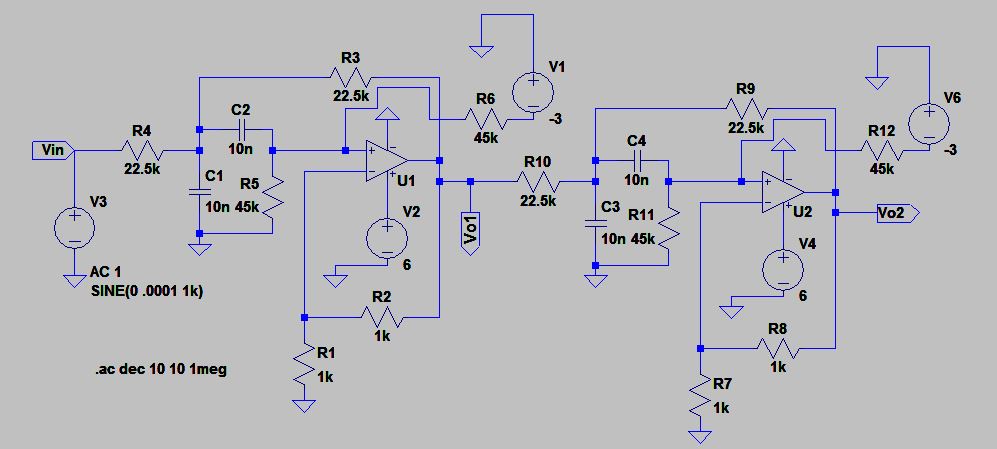 Vin
R4
22.5k
V3
AC 1
SINE(0 .0001 1k)
.ac dec 10 10 1meg
C1
10n
C2
10n
R5
45k
R3
22.5k
U1
V2
6
R2
1k
R1
1k
R6
45k
V1
-3
Vo1
R10
22.5k
C3
10n
C4
10n
R11
45k
R9
22.5k
U2
V4
6
R8
1k
R7
1k
R12
45k
V6
-3
Vo2